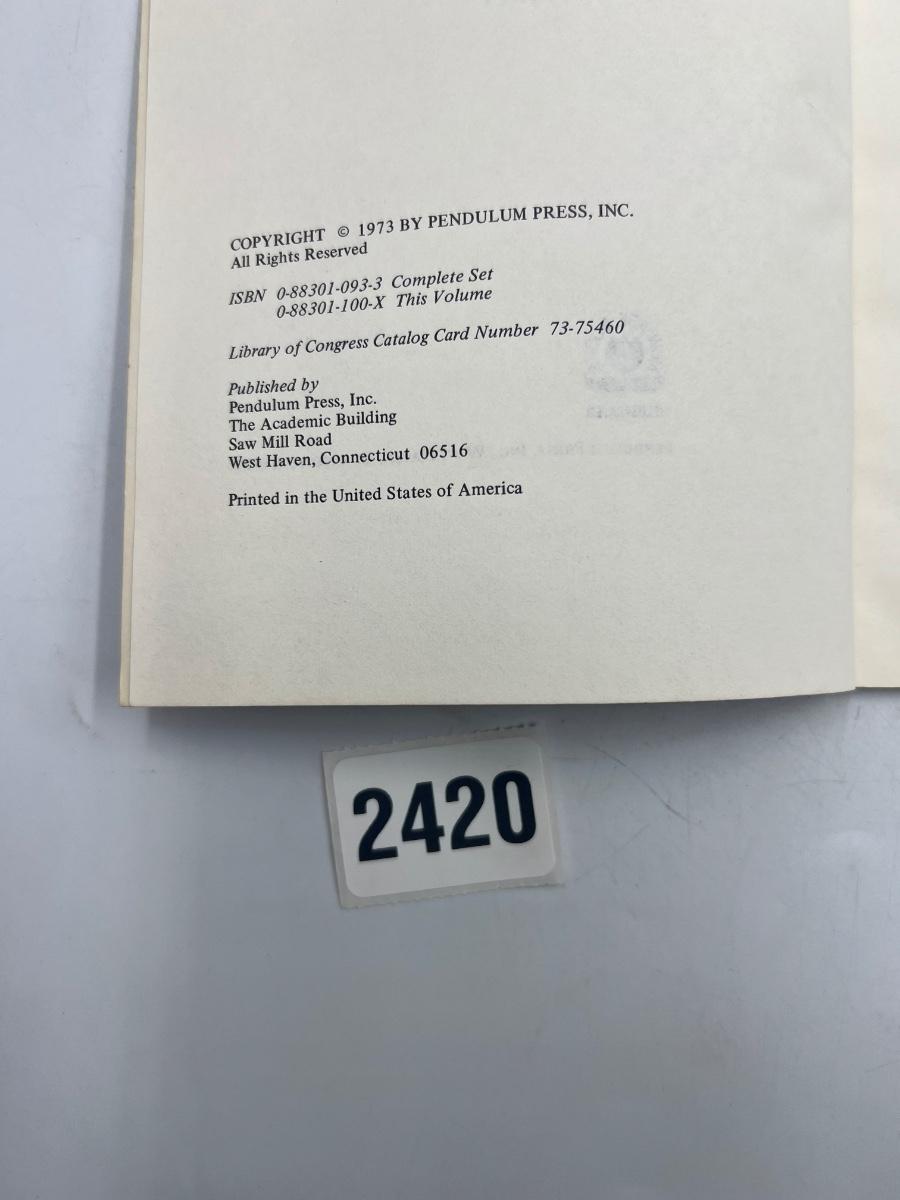 COPYRIGHT © 1973 BY PENDULUM PRESS, INC.
All Rights Reserved
ISBN 0-88301-093-3 Complete Set
0-88301-100-X This Volume
Library of Congress Catalog Card Number 73-75460
Published by
Pendulum Press, Inc.
The Academic Building
Saw Mill Road
West Haven, Connecticut 06516
Printed in the United States of America
2420